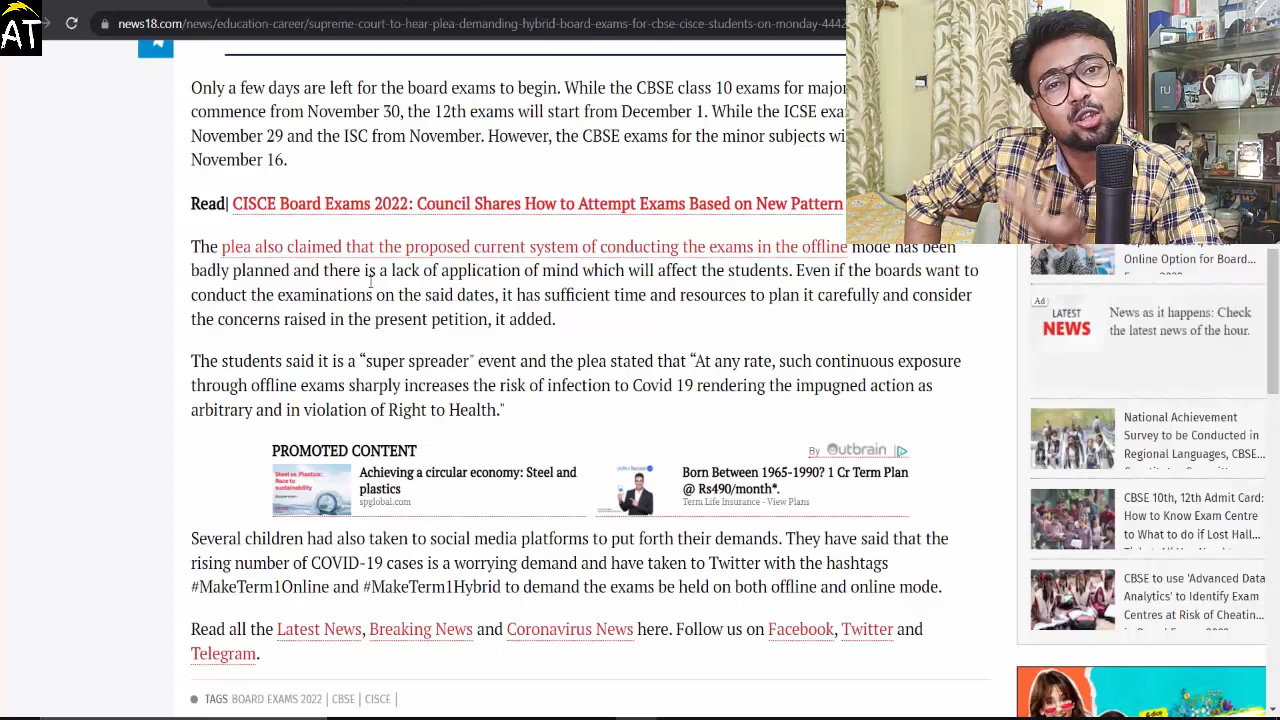 AT
news18.com/news/education-career/supreme-court-to-hear-plea-demanding-hybrid-board-exams-for-cbse-cisce-students-on-monday-4442
Only a few days are left for the board exams to begin. While the CBSE class 10 exams for major
commence from November 30, the 12th exams will start from December 1. While the ICSE exa
November 29 and the ISC from November. However, the CBSE exams for the minor subjects wi
November 16.
Read| CISCE Board Exams 2022: Council Shares How to Attempt Exams Based on New Pattern
The plea also claimed that the proposed current system of conducting the exams in the offline mode has been
badly planned and there is a lack of application of mind which will affect the students. Even if the boards want to
conduct the examinations on the said dates, it has sufficient time and resources to plan it carefully and consider
the concerns raised in the present petition, it added.
The students said it is a “super spreader" event and the plea stated that “At any rate, such continuous exposure
through offline exams sharply increases the risk of infection to Covid 19 rendering the impugned action as
arbitrary and in violation of Right to Health."
PROMOTED CONTENT
By Outbrain
Achieving a circular economy: Steel and
plastics
spglobal.com
Born between 1965-1990? 1 Cr Term Plan
@ Rs490/month*.
Term Life Insurance - View Plans
Several children had also taken to social media platforms to put forth their demands. They have said that the
rising number of COVID-19 cases is a worrying demand and have taken to Twitter with the hashtags
#MakeTerm1Online and #MakeTerm1Hybrid to demand the exams be held on both offline and online mode.
Read all the Latest News, Breaking News and Coronavirus News here. Follow us on Facebook, Twitter and
Telegram.
TAGS BOARD EXAMS 2022 | CBSE | CISCE |
Online Option for Board
Ad
LATEST
NEWS
News as it happens: Check
the latest news of the hour.
National Achievement
Survey to be Conducted in
Regional Languages, CBSE
CBSE 10th, 12th Admit Card:
How to Know Exam Centre
to What to do if Lost Hall
CBSE to use 'Advanced Data
Analytics' to Identify Exam
Centres at Risk of Cheating